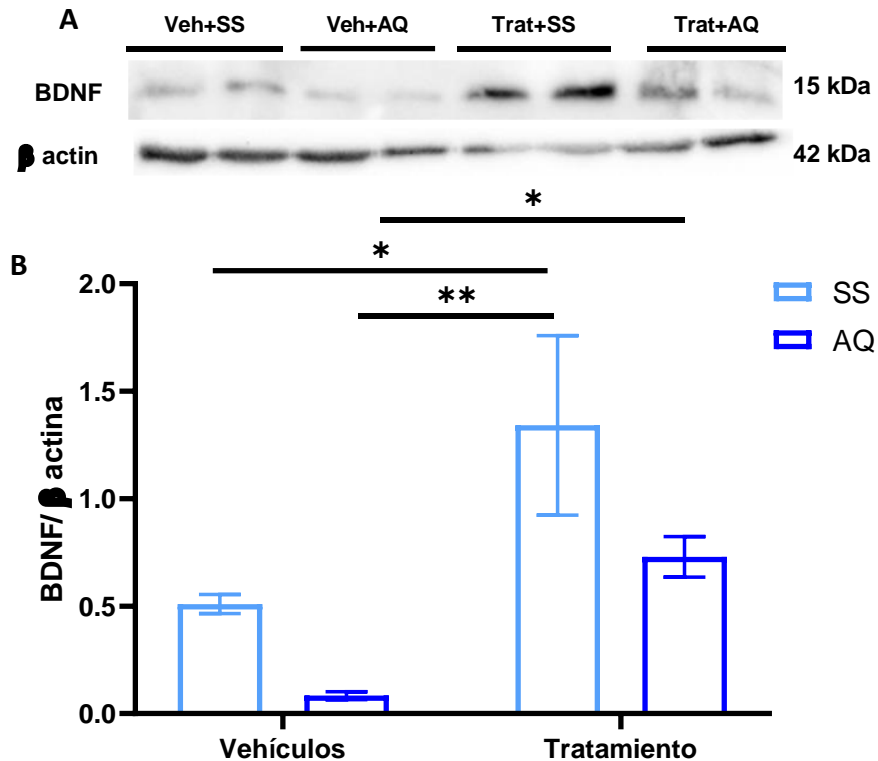 A
Veh+SS Veh+AQ Trat+SS Trat+AQ
BDNF 15 kDa
β actin 42 kDa
*
B
*
**
SS
AQ
2.0
1.5
1.0
0.5
0.0
BDNF/ β actina
Vehículos Tratamiento